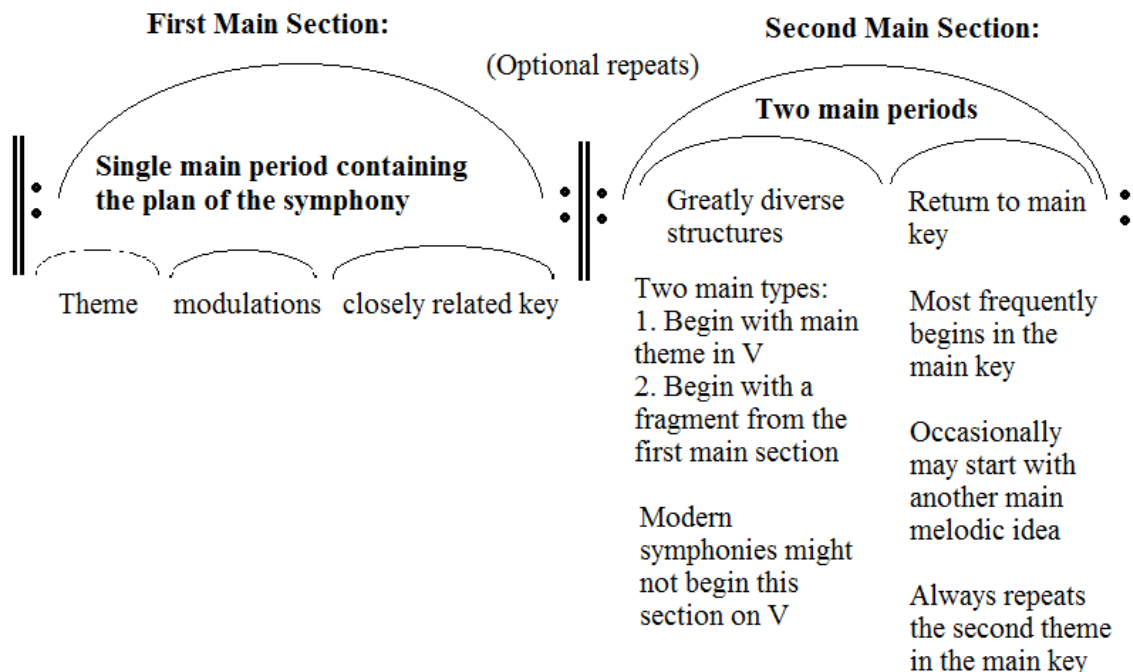 First Main Section:
Second Main Section:
(Optional repeats)
Two main periods
Single main period containing
the plan of the symphony
Theme
modulations
closely related key
Greatly diverse
structures
Two main types:
1. Begin with main
theme in V
2. Begin with a
fragment from the
first main section
Modern
symphonies might
not begin this
section on V
Return to main
key
Most frequently
begins in the
main key
Occasionally
may start with
another main
melodic idea
Always repeats
the second theme
in the main key